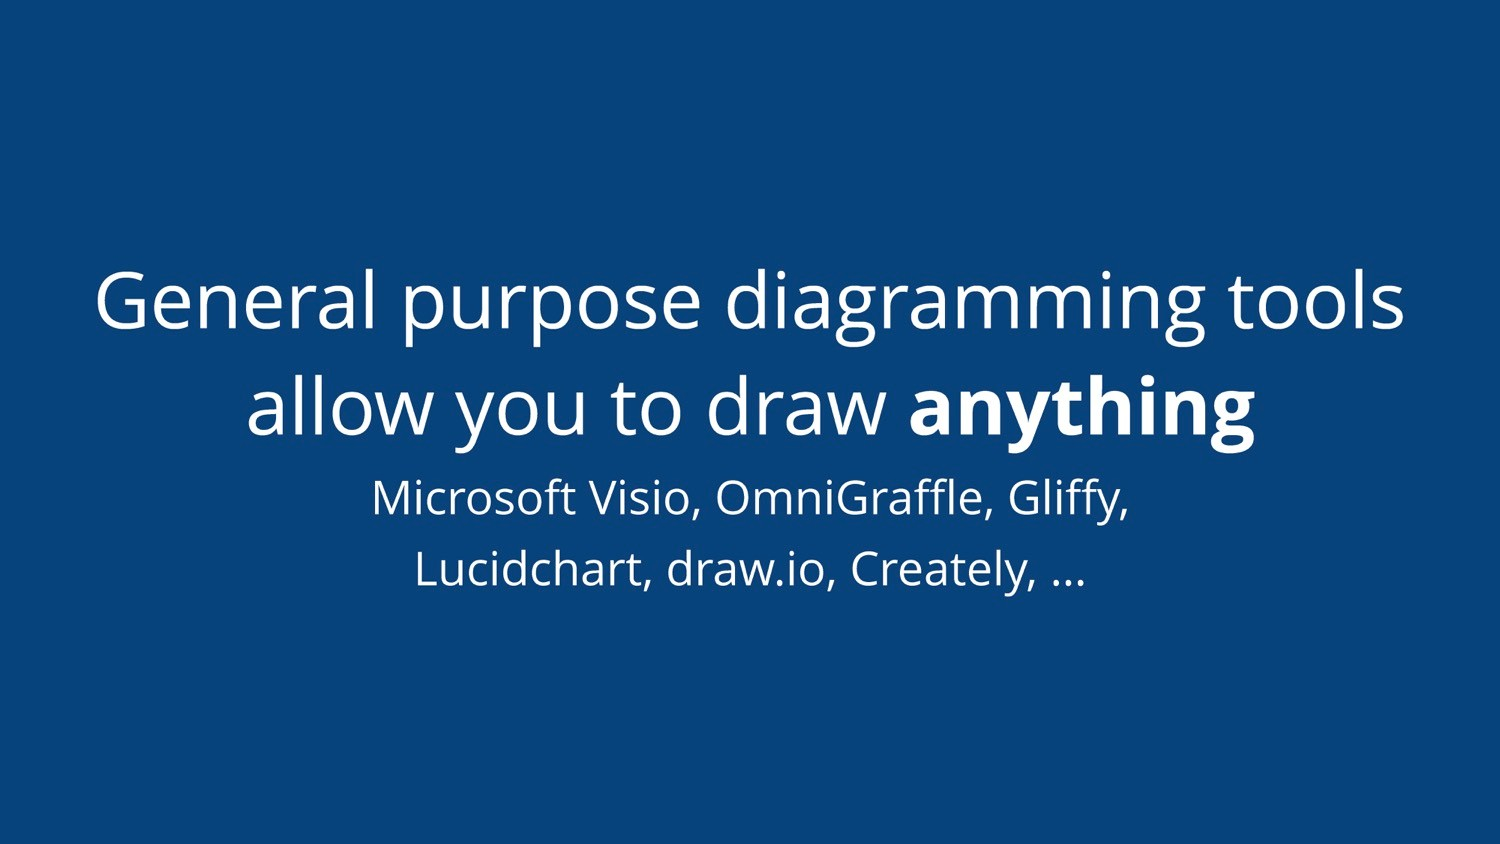 General purpose diagramming tools
allow you to draw anything
Microsoft Visio, OmniGraffle, Gliffy,
Lucidchart, draw.io, Creately, ...